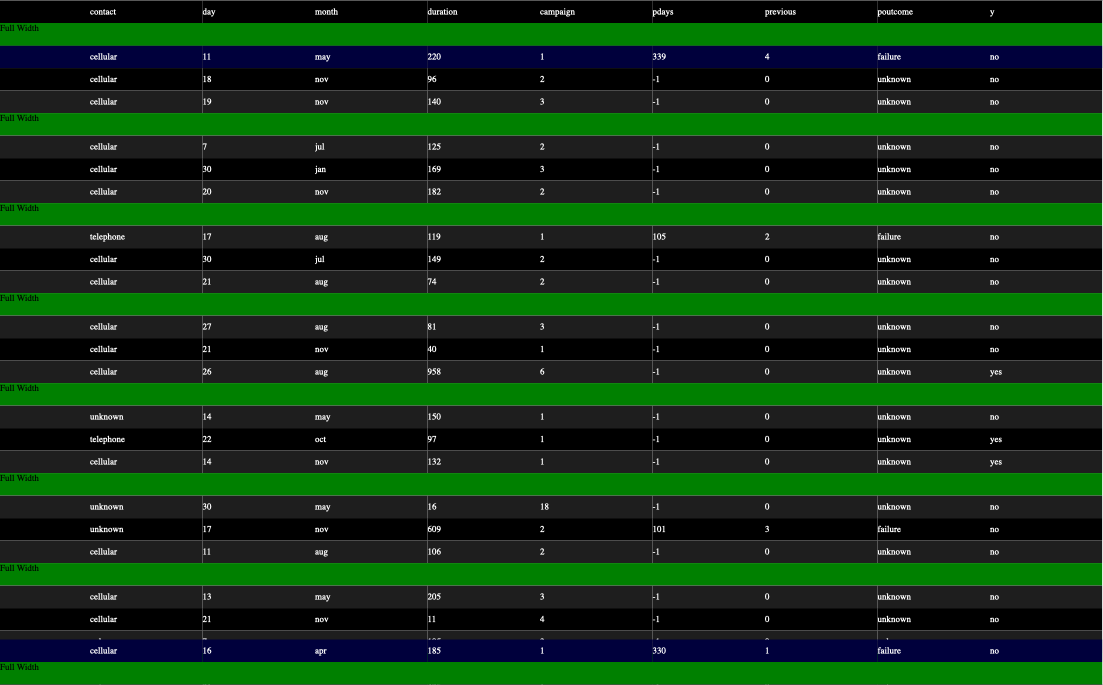 contact day month duration campaign pdays previous poutcome y
Full Width
cellular 11 may 220 1 339 4 failure no
cellular 18 nov 96 2 -1 0 unknown no
cellular 19 nov 140 3 -1 0 unknown no
Full Width
cellular 7 jul 125 2 -1 0 unknown no
cellular 30 jan 169 3 -1 0 unknown no
cellular 20 nov 182 2 -1 0 unknown no
Full Width
telephone 17 aug 119 1 105 2 failure no
cellular 30 jul 149 2 -1 0 unknown no
cellular 21 aug 74 2 -1 0 unknown no
Full Width
cellular 27 aug 81 3 -1 0 unknown no
cellular 21 nov 40 1 -1 0 unknown no
cellular 26 aug 958 6 -1 0 unknown yes
Full Width
unknown 14 may 150 1 -1 0 unknown no
telephone 22 oct 97 1 -1 0 unknown yes
cellular 14 nov 132 1 -1 0 unknown yes
Full Width
unknown 30 may 16 18 -1 0 unknown no
unknown 17 nov 609 2 101 3 failure no
cellular 11 aug 106 2 -1 0 unknown no
Full Width
cellular 13 may 205 3 -1 0 unknown no
cellular 21 nov 11 4 -1 0 unknown no
cellular 16 apr 185 1 330 1 failure no
Full Width